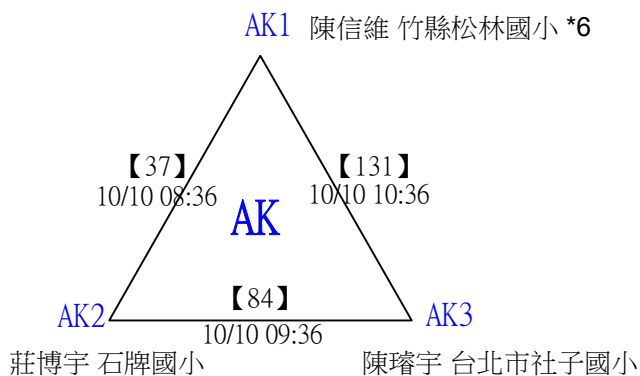 AK1 陳信維 竹縣松林國小 *6
【37】
10/10 08:36
【131】
10/10 10:36
AK
AK2
【84】
10/10 09:36
AK3
莊博宇 石牌國小
陳璿宇 台北市社子國小